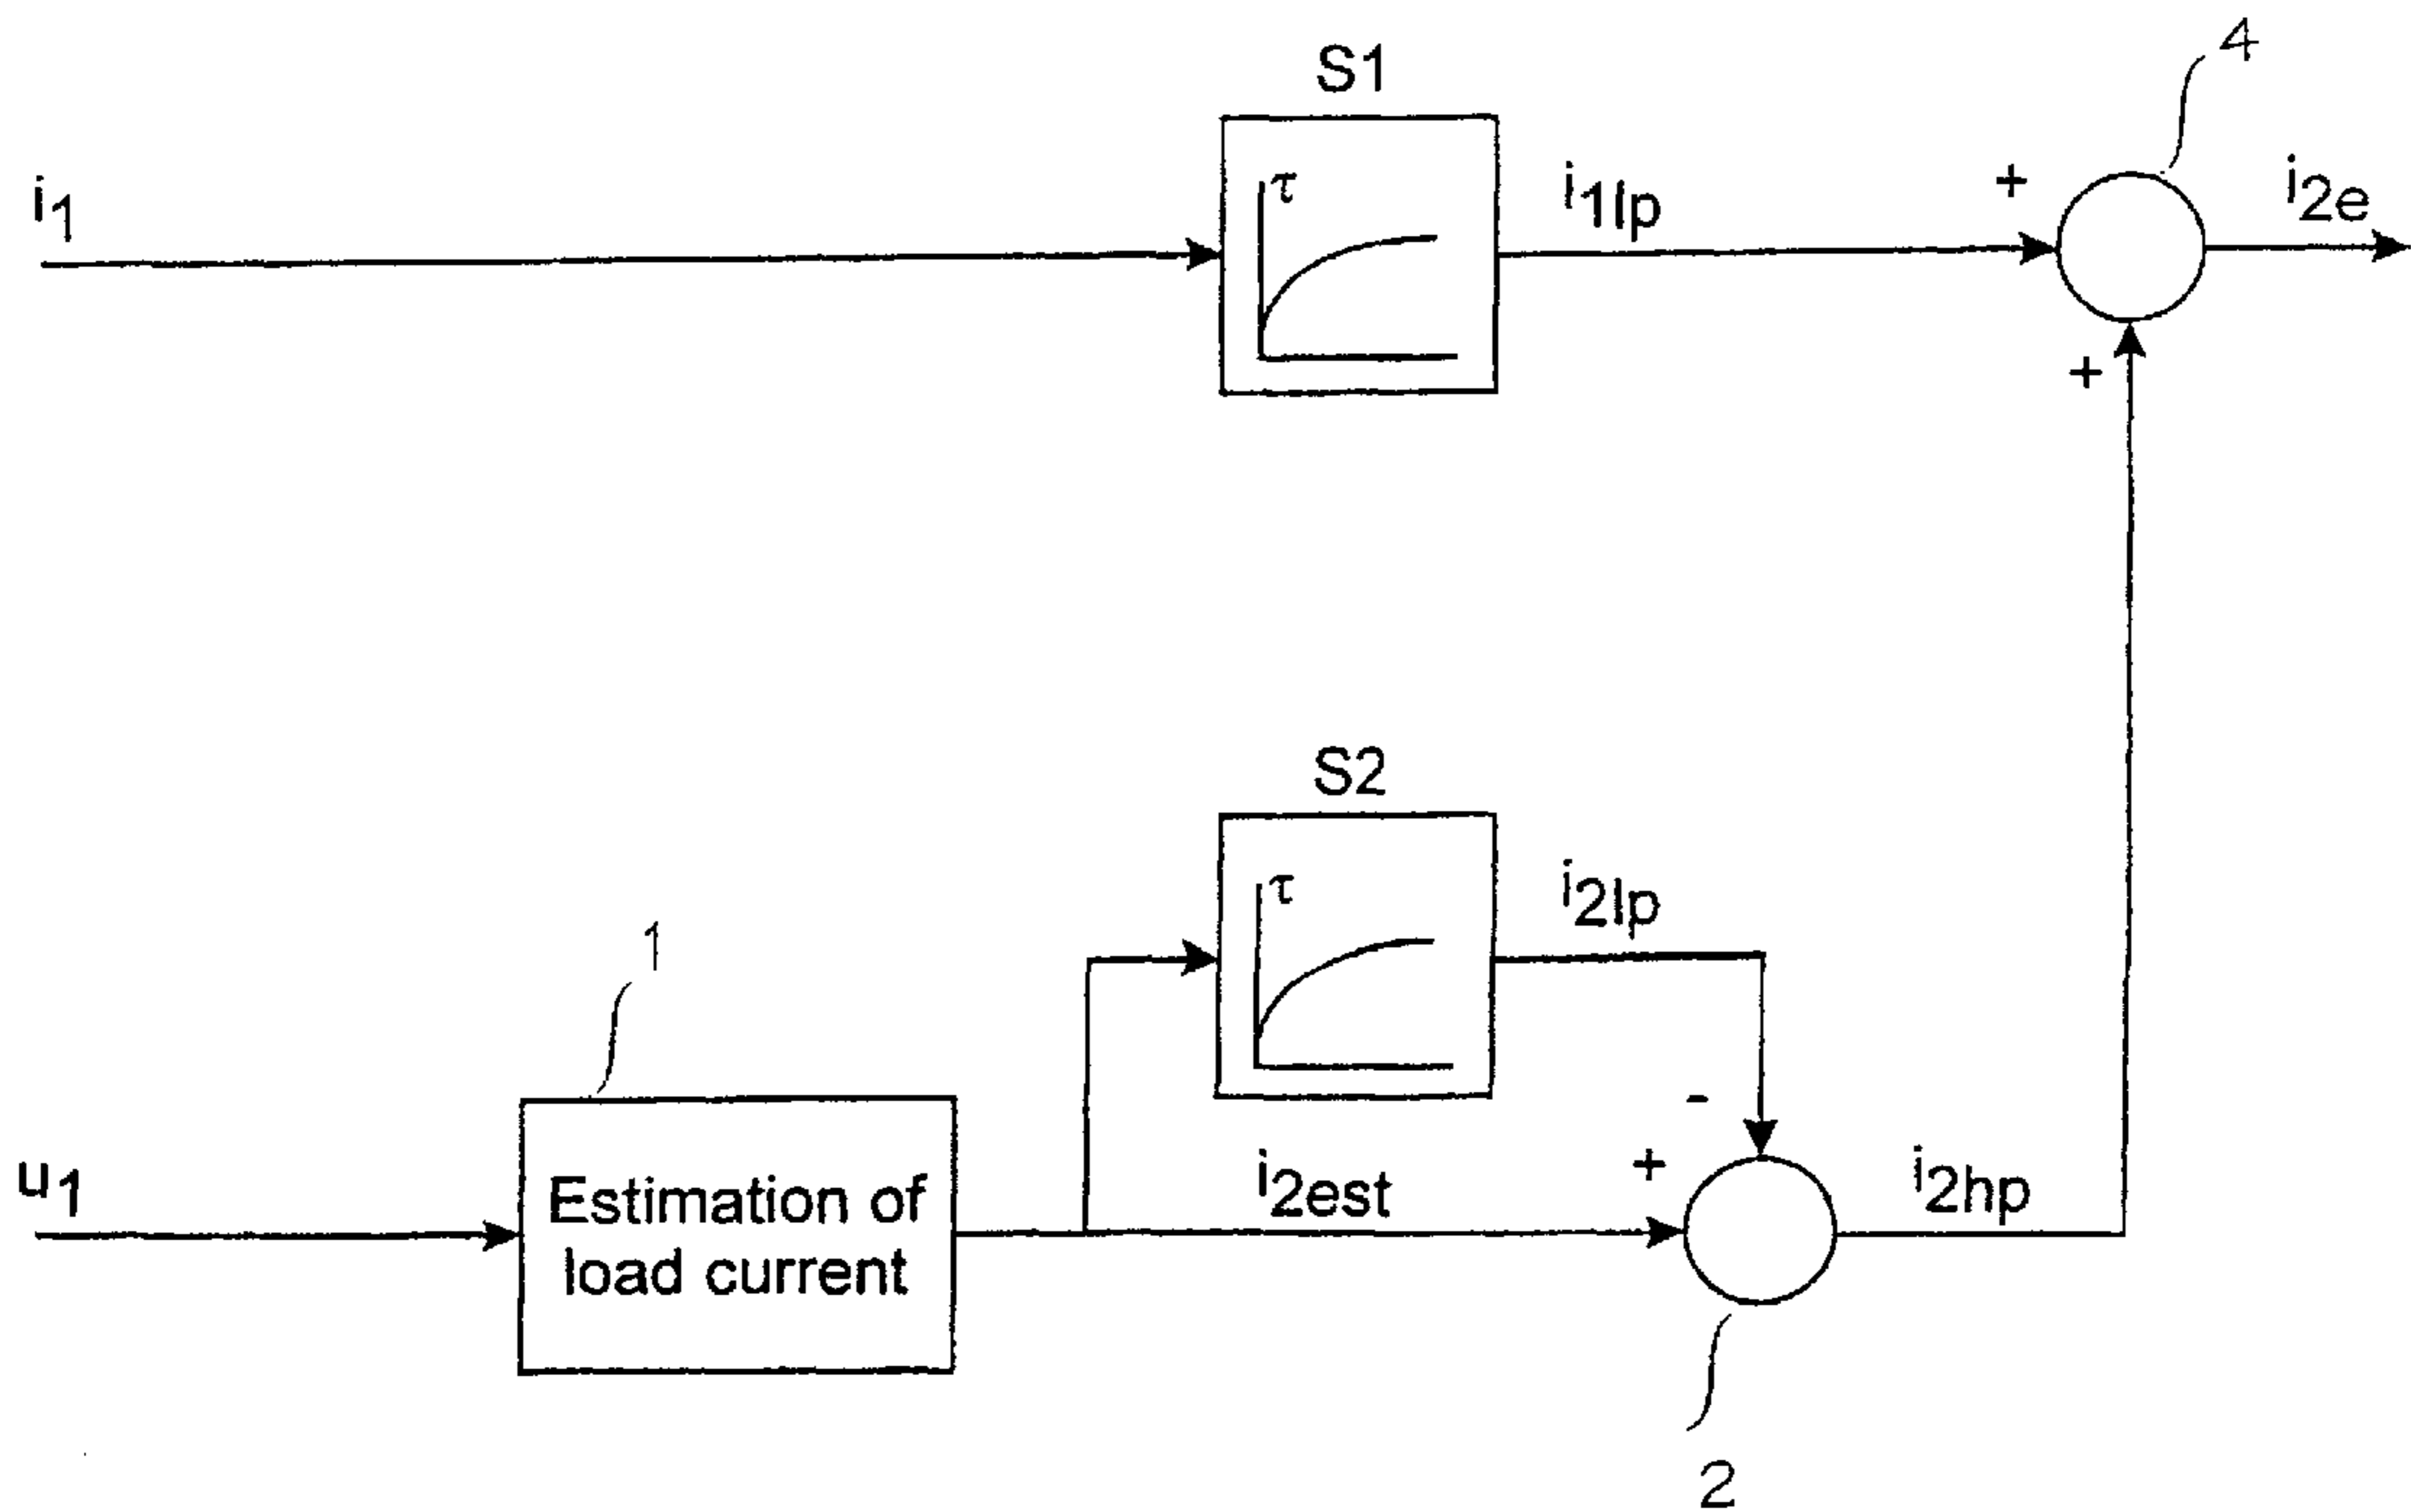 4
S1
τ
i1
i1lp
+
i2e
+
S2
τ
i2lp
1
-
u1
Estimation of
load current
i2est
+
i2hp
2